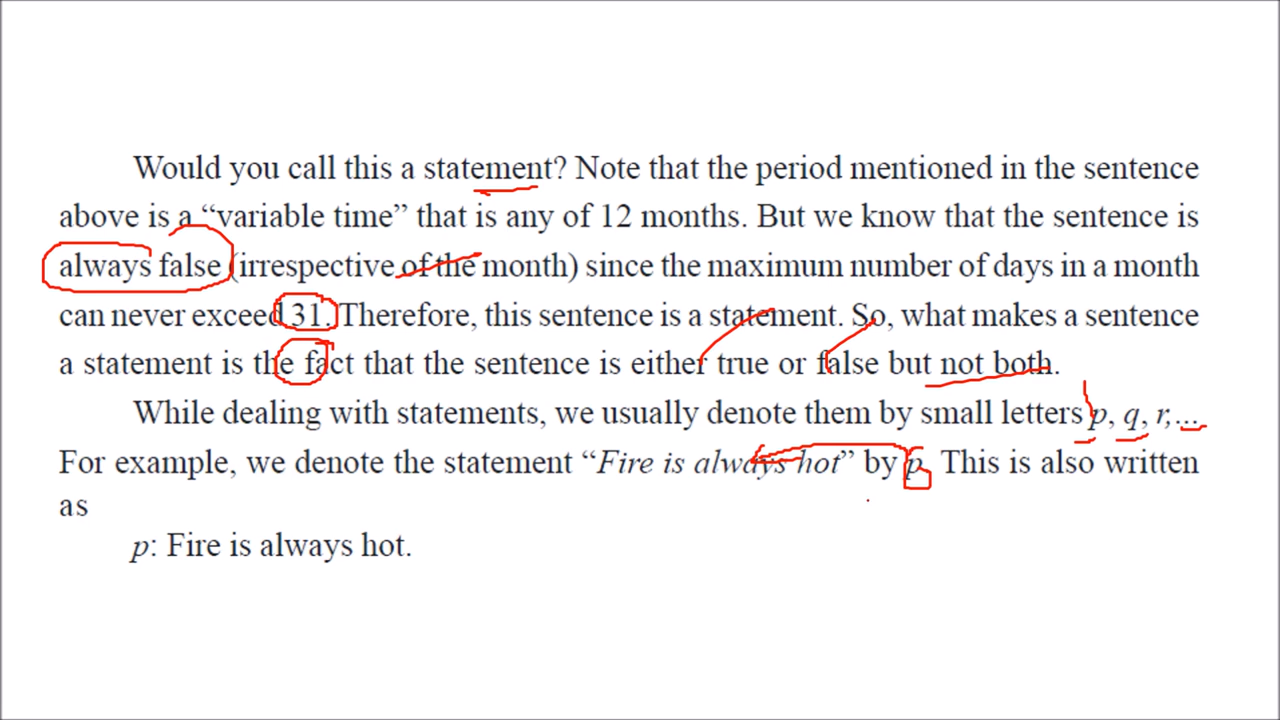 Would you call this a statement? Note that the period mentioned in the sentence
above is a “variable time” that is any of 12 months. But we know that the sentence is
always false (irrespective of the month) since the maximum number of days in a month
can never exceed 31. Therefore, this sentence is a statement. So, what makes a sentence
a statement is the fact that the sentence is either true or false but not both.
While dealing with statements, we usually denote them by small letters p, q, r,...
For example, we denote the statement “Fire is always hot” by p. This is also written
as
p: Fire is always hot.